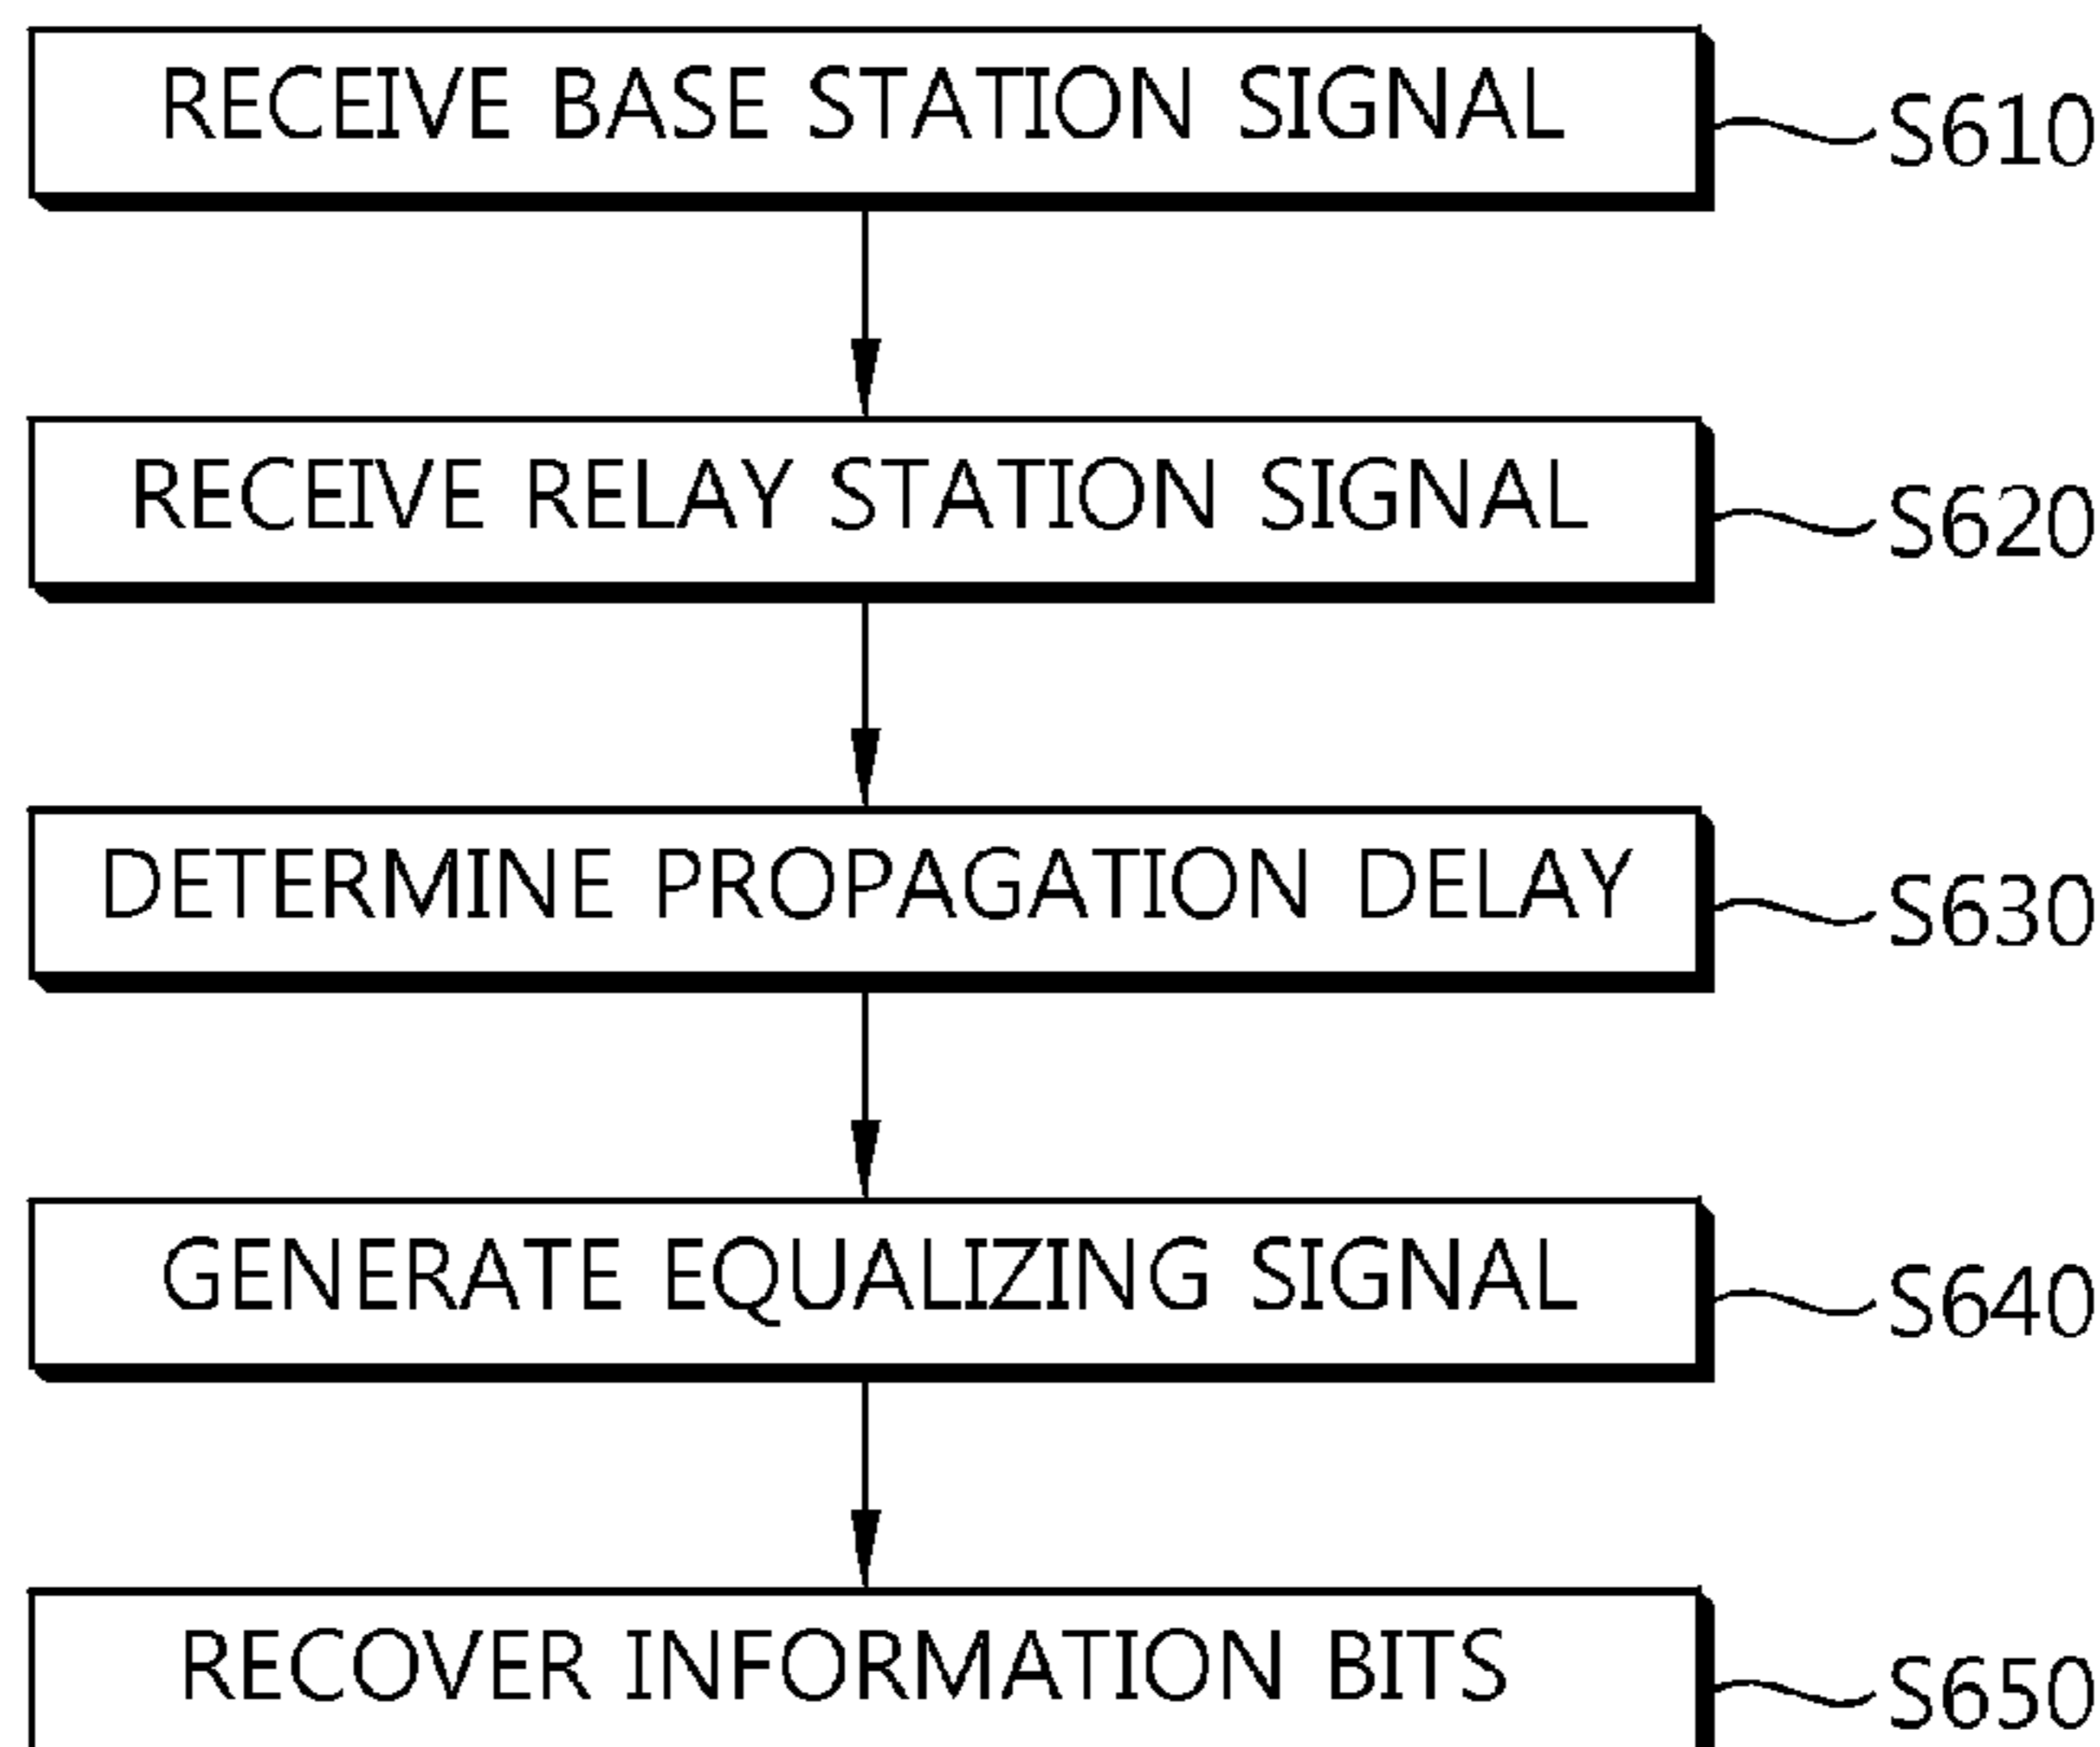 RECEIVE BASE STATION SIGNAL
S610
RECEIVE RELAY STATION SIGNAL
S620
DETERMINE PROPAGATION DELAY
S630
GENERATE EQUALIZING SIGNAL
S640
RECOVER INFORMATION BITS
S650